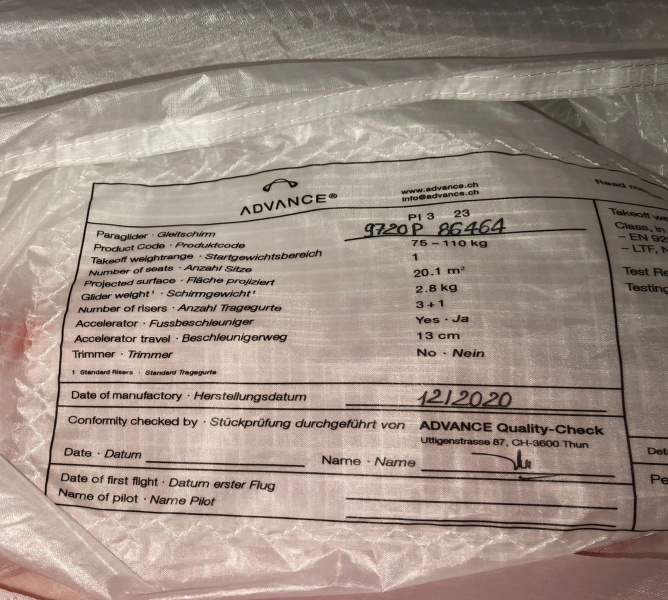 ADVANCE®
www.advance.ch
info@advance.ch
Read
Paraglider · Gleitschirm PI 3 23
Product Code · Produktcode 9720P 86464
Takeoff weightrange · Startgewichtsbereich 75 – 110 kg
Number of seats · Anzahl Sitze 1
Projected surface · Fläche projiziert 20.1 m²
Glider weight¹ · Schirmgewicht¹ 2.8 kg
Number of risers · Anzahl Tragegurte 3+1
Accelerator · Fussbeschleuniger Yes · Ja
Accelerator travel · Beschleunigerweg 13 cm
Trimmer · Trimmer No · Nein
1 Standard Risers · Standard Tragegurte
Date of manufactory · Herstellungsdatum 12/2020
Conformity checked by · Stückprüfung durchgeführt von ADVANCE Quality-Check
Uttigenstrasse 87, CH-3600 Thun
Date · Datum Name · Name
Date of first flight · Datum erster Flug
Name of pilot · Name Pilot
Takeoff
Class, in
– EN
– LTF,
Test
Testing